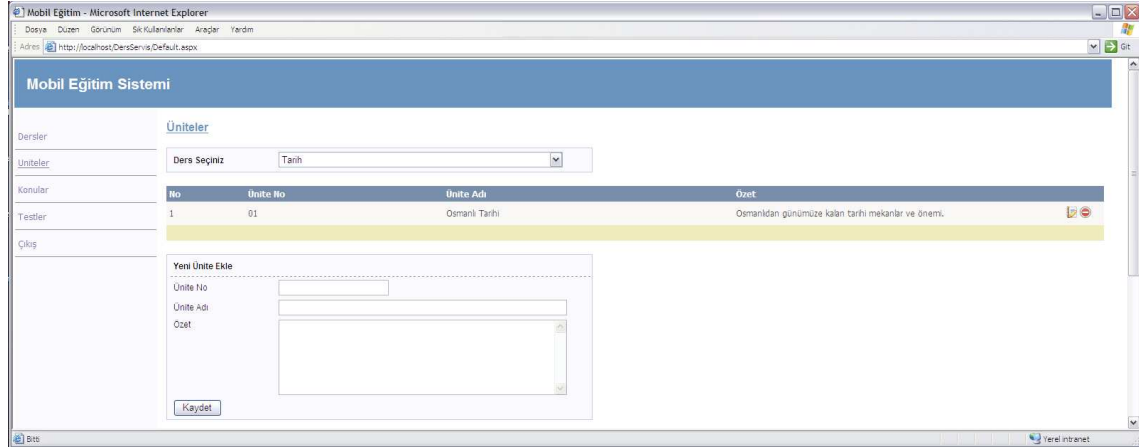 Mobil Eğitim - Microsoft Internet Explorer
Dosya Düzen Görünüm Sık Kullanılanlar Araçlar Yardım
Adres http://localhost/DersServis/Default.aspx Git
Mobil Eğitim Sistemi
Dersler
Üniteler
Konular
Testler
Çıkış
Üniteler
Ders Seçiniz Tarih
No Ünite No Ünite Adı Özet
1 01 Osmanlı Tarihi Osmanlıdan günümüze kalan tarihi mekanlar ve önemi.
Yeni Ünite Ekle
Ünite No
Ünite Adı
Özet
Kaydet
Bitti Yerel intranet